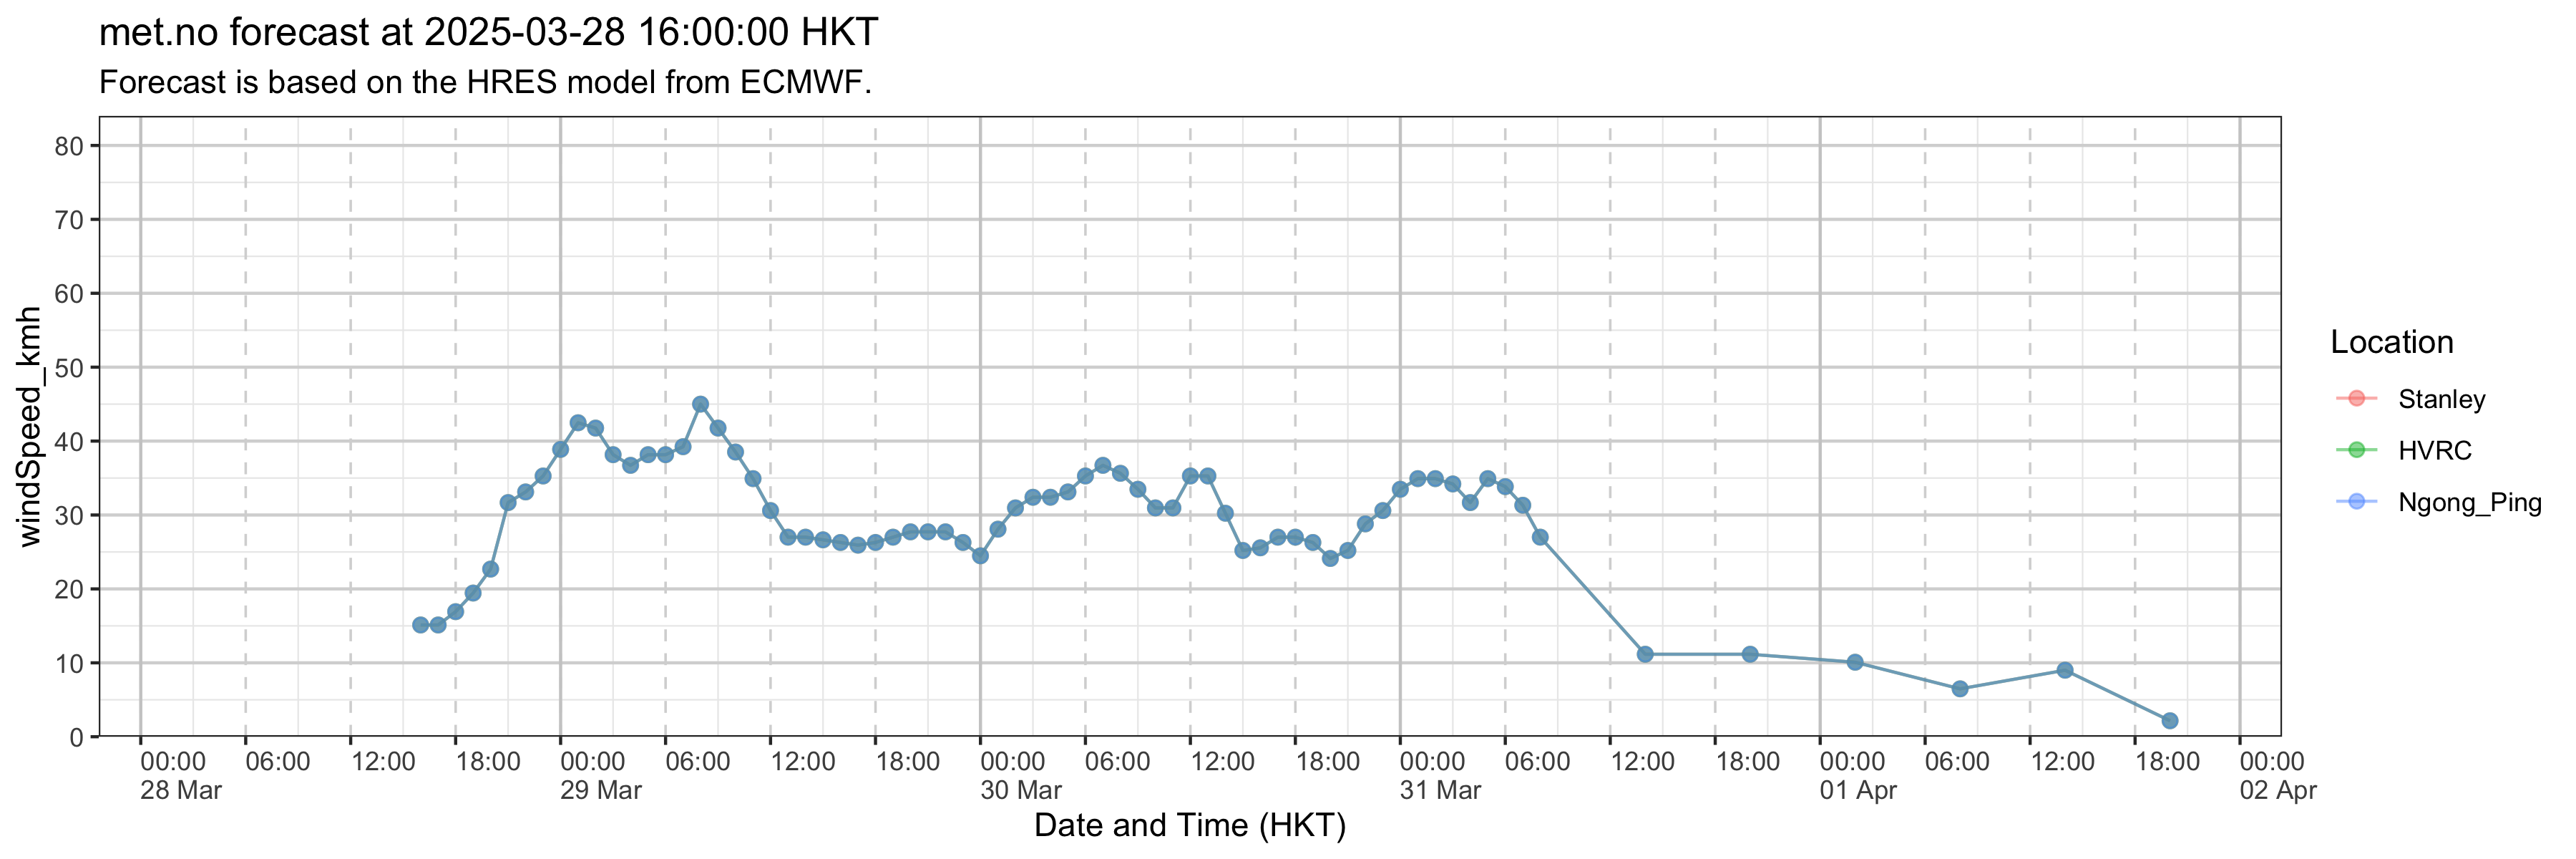 met.no forecast at 2025-03-28 16:00:00 HKT
Forecast is based on the HRES model from ECMWF.
windSpeed_kmh
80
70
60
50
40
30
20
10
0
00:00 06:00 12:00 18:00 00:00 06:00 12:00 18:00 00:00 06:00 12:00 18:00 00:00 06:00 12:00 18:00 00:00 06:00 12:00 18:00 00:00
28 Mar 29 Mar 30 Mar 31 Mar 01 Apr 02 Apr
Date and Time (HKT)
Location
Stanley
HVRC
Ngong_Ping